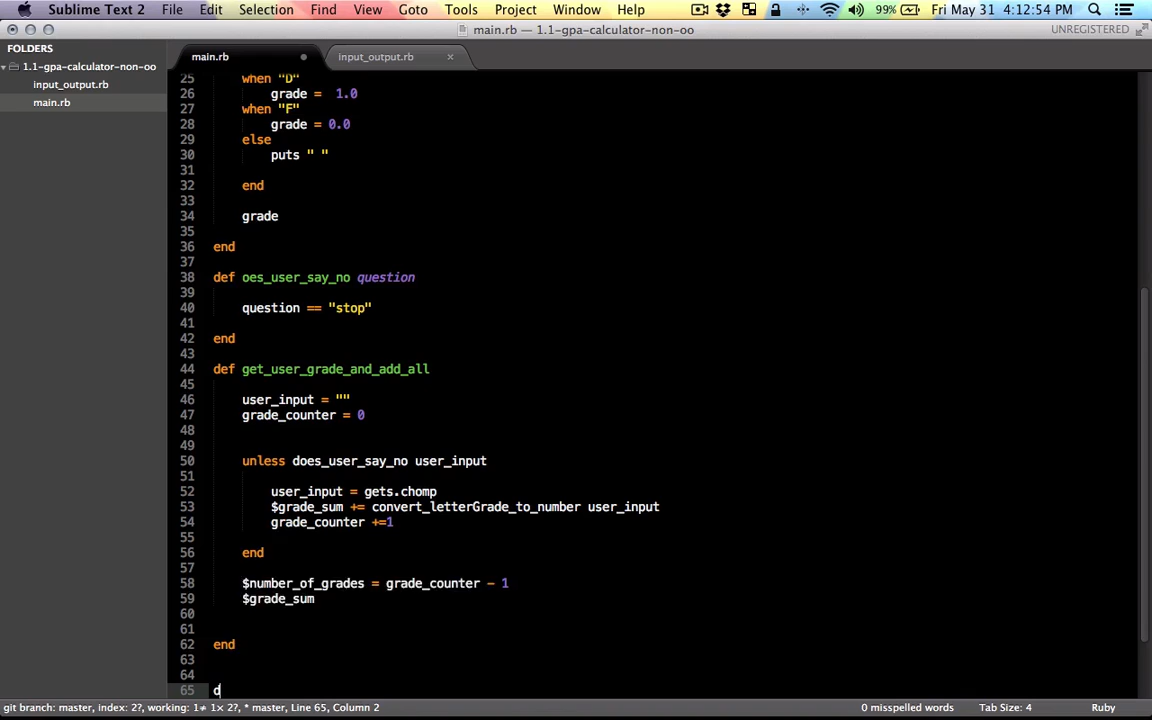 Sublime Text 2 File Edit Selection Find View Goto Tools Project Window Help 99% Fri May 31 4:12:54 PM
main.rb — 1.1-gpa-calculator-non-oo UNREGISTERED
FOLDERS
1.1-gpa-calculator-non-oo
input_output.rb
main.rb
main.rb input_output.rb
25 when "D"
26 grade =  1.0
27 when "F"
28 grade = 0.0
29 else
30 puts " "
31
32 end
33
34 grade
35
36 end
37
38 def oes_user_say_no question
39
40 question == "stop"
41
42 end
43
44 def get_user_grade_and_add_all
45
46 user_input = ""
47 grade_counter = 0
48
49
50 unless does_user_say_no user_input
51
52 user_input = gets.chomp
53 $grade_sum += convert_letterGrade_to_number user_input
54 grade_counter +=1
55
56 end
57
58 $number_of_grades = grade_counter - 1
59 $grade_sum
60
61
62 end
63
64
65 d
git branch: master, index: 2?, working: 1≠ 1× 2?, * master, Line 65, Column 2 0 misspelled words Tab Size: 4 Ruby